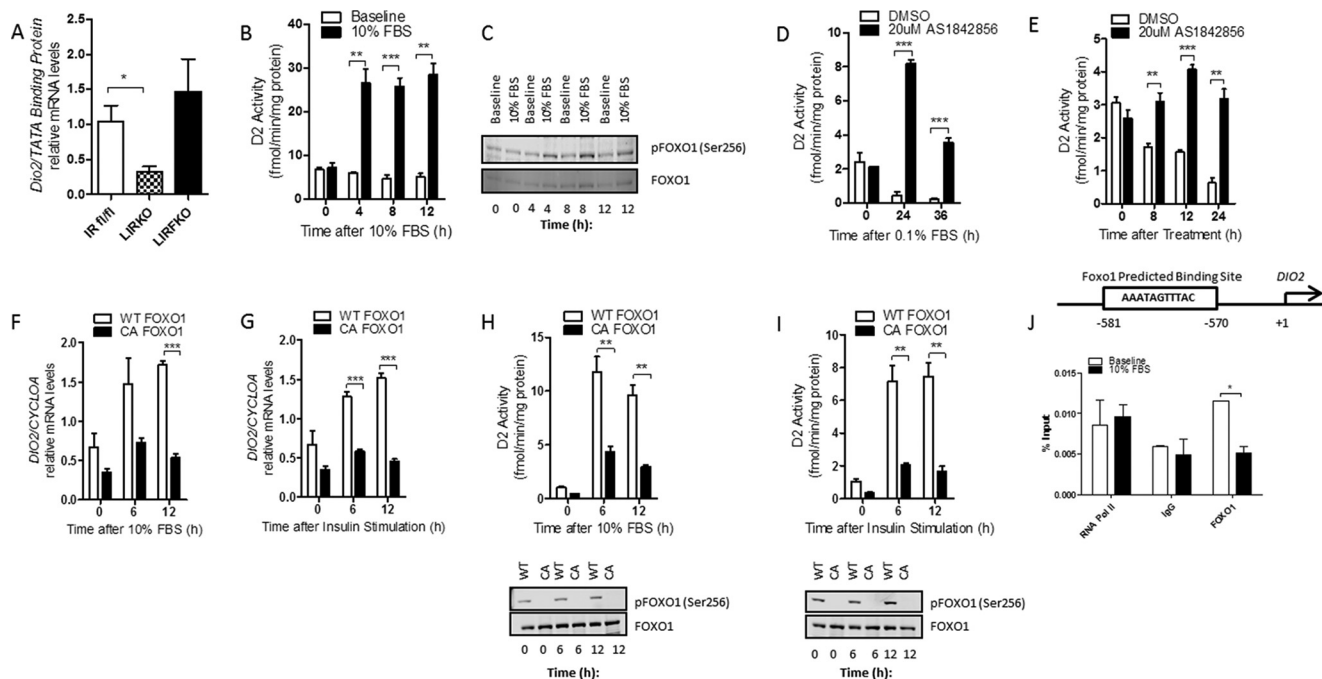 A
Dio2/TATA Binding Protein
relative mRNA levels
2.0
1.5
1.0
0.5
0.0
*
IR fl/fl
LIRKO
LIRFKO
B
Baseline
10% FBS
D2 Activity
(fmol/min/mg protein)
40
30
20
10
0
** *** **
0 4 8 12
Time after 10% FBS (h)
C
Baseline 10% FBS Baseline 10% FBS Baseline 10% FBS Baseline 10% FBS
pFOXO1 (Ser256)
FOXO1
0 0 4 4 8 8 12 12
Time (h):
D
DMSO
20uM AS1842856
D2 Activity
(fmol/min/mg protein)
10
8
6
4
2
0
*** ***
0 24 36
Time after 0.1% FBS (h)
E
DMSO
20uM AS1842856
D2 Activity
(fmol/min/mg protein)
5
4
3
2
1
0
** *** **
0 8 12 24
Time after Treatment (h)
F
WT FOXO1
CA FOXO1
DIO2/CYCLOA
relative mRNA levels
2.0
1.5
1.0
0.5
0.0
***
0 6 12
Time after 10% FBS (h)
G
WT FOXO1
CA FOXO1
DIO2/CYCLOA
relative mRNA levels
2.0
1.5
1.0
0.5
0.0
*** ***
0 6 12
Time after Insulin Stimulation (h)
H
WT FOXO1
CA FOXO1
D2 Activity
(fmol/min/mg protein)
15
10
5
0
** **
0 6 12
Time after 10% FBS (h)
WT CA WT CA WT CA
pFOXO1 (Ser256)
FOXO1
0 0 6 6 12 12
Time (h):
I
WT FOXO1
CA FOXO1
D2 Activity
(fmol/min/mg protein)
10
8
6
4
2
0
** **
0 6 12
Time after Insulin Stimulation (h)
WT CA WT CA WT CA
pFOXO1 (Ser256)
FOXO1
0 0 6 6 12 12
Time (h):
Foxo1 Predicted Binding Site
DIO2
AAATAGTTTAC
-581 -570 +1
J
Baseline
10% FBS
% Input
0.015
0.010
0.005
0.000
*
RNA Pol II
IgG
FOXO1